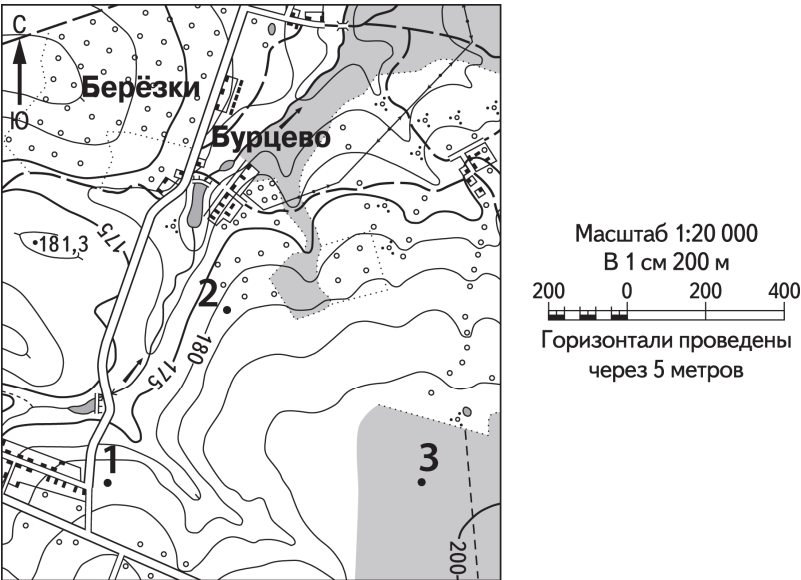 С
Ю
Берёзки
Бурцево
181,3
175
2
180
175
1
3
200
Масштаб 1:20 000
В 1 см 200 м
200 0 200 400
Горизонтали проведены
через 5 метров